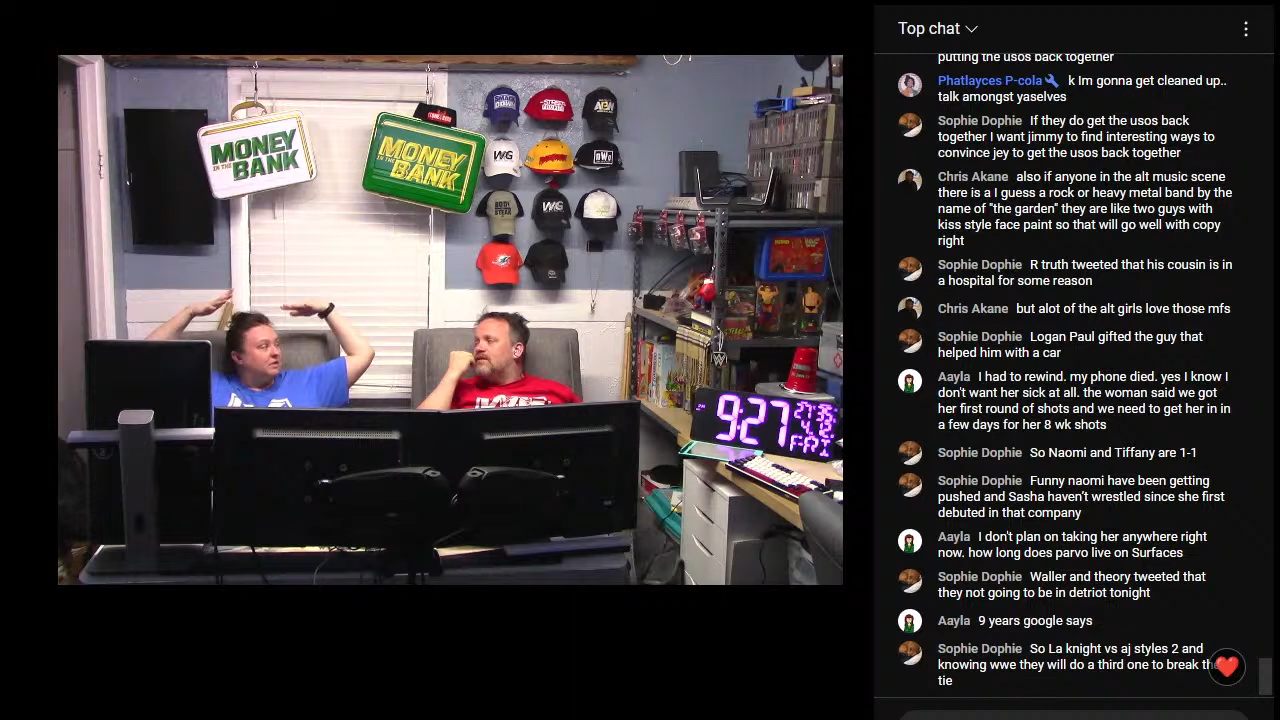 Top chat
putting the usos back together
Phatlayces P-cola k Im gonna get cleaned up..
talk amongst yaselves
Sophie Dophie If they do get the usos back
together I want jimmy to find interesting ways to
convince jey to get the usos back together
Chris Akane also if anyone in the alt music scene
there is a I guess a rock or heavy metal band by the
name of "the garden" they are like two guys with
kiss style face paint so that will go well with copy
right
Sophie Dophie R truth tweeted that his cousin is in
a hospital for some reason
Chris Akane but alot of the alt girls love those mfs
Sophie Dophie Logan Paul gifted the guy that
helped him with a car
Aayla I had to rewind. my phone died. yes I know I
don't want her sick at all. the woman said we got
her first round of shots and we need to get her in in
a few days for her 8 wk shots
Sophie Dophie So Naomi and Tiffany are 1-1
Sophie Dophie Funny naomi have been getting
pushed and Sasha haven't wrestled since she first
debuted in that company
Aayla I don't plan on taking her anywhere right
now. how long does parvo live on Surfaces
Sophie Dophie Waller and theory tweeted that
they not going to be in detriot tonight
Aayla 9 years google says
Sophie Dophie So La knight vs aj styles 2 and
knowing wwe they will do a third one to break the
tie
MONEY
IN THE BANK
MONEY
IN THE BANK
WG
nWo
WG
9:27
FRI